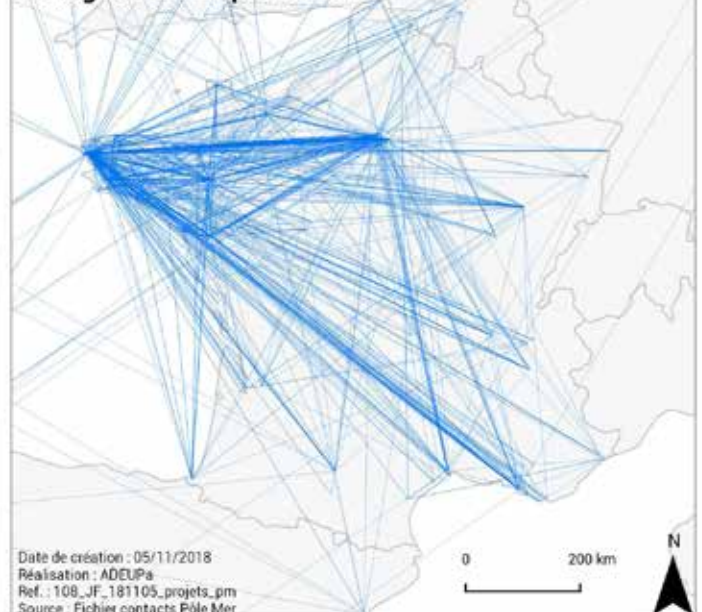 N
0 200 km
Date de création : 05/11/2018
Réalisation : ADEUPa
Ref. : 108_JF_181105_projets_pm
Source : Fichier contacts Pôle Mer